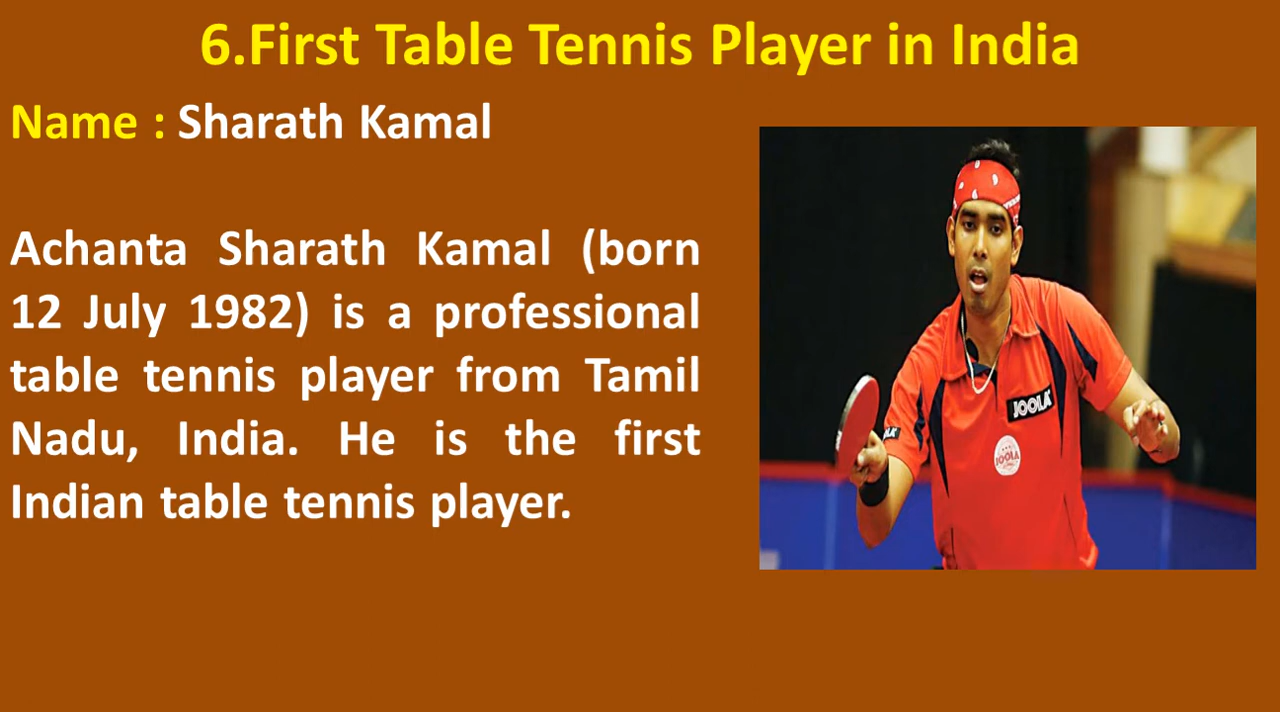 6.First Table Tennis Player in India
Name : Sharath Kamal
Achanta Sharath Kamal (born
12 July 1982) is a professional
table tennis player from Tamil
Nadu, India. He is the first
Indian table tennis player.
JOOLA
JOOLA